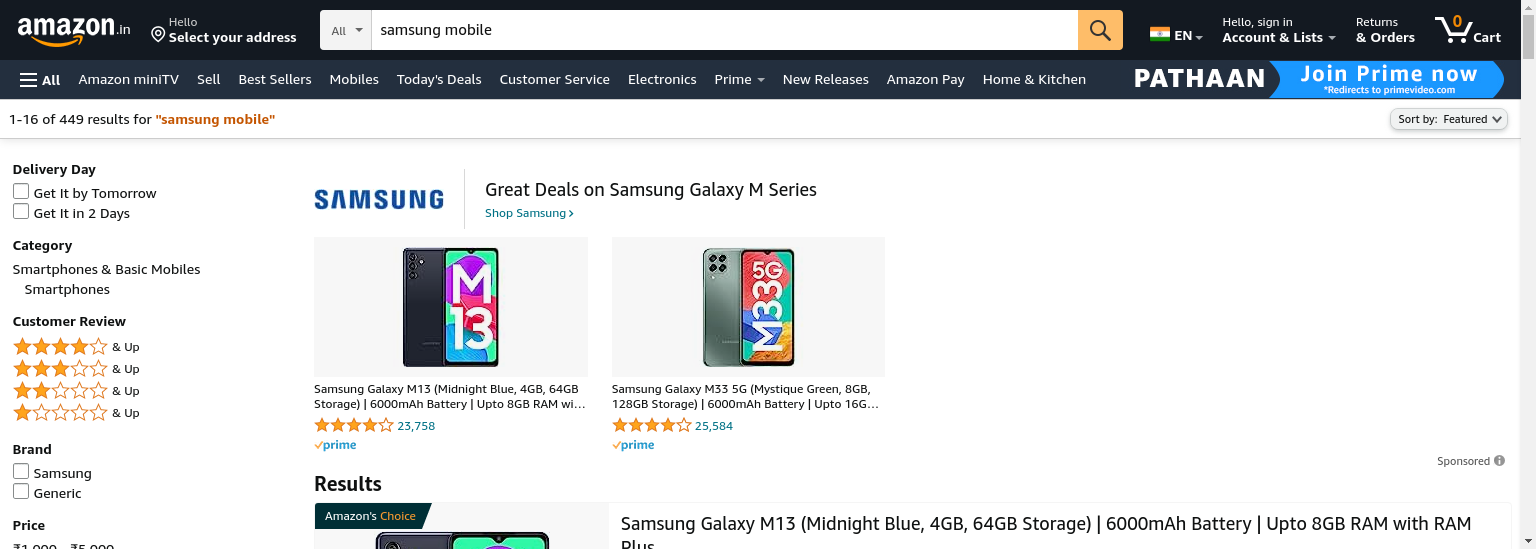 amazon.in
Hello
Select your address
All
samsung mobile
EN
Hello, sign in
Account & Lists
Returns
& Orders
0
Cart
All
Amazon miniTV
Sell
Best Sellers
Mobiles
Today's Deals
Customer Service
Electronics
Prime
New Releases
Amazon Pay
Home & Kitchen
PATHAAN
Join Prime now
*Redirects to primevideo.com
1-16 of 449 results for "samsung mobile"
Sort by: Featured
Delivery Day
Get It by Tomorrow
Get It in 2 Days
Category
Smartphones & Basic Mobiles
Smartphones
Customer Review
& Up
& Up
& Up
& Up
Brand
Samsung
Generic
Price
₹1,000 - ₹5,000
SAMSUNG
Great Deals on Samsung Galaxy M Series
Shop Samsung
M
13
M33
5G
Samsung Galaxy M13 (Midnight Blue, 4GB, 64GB
Storage) | 6000mAh Battery | Upto 8GB RAM wi…
23,758
prime
Samsung Galaxy M33 5G (Mystique Green, 8GB,
128GB Storage) | 6000mAh Battery | Upto 16G…
25,584
prime
Sponsored
Results
Amazon's Choice
Samsung Galaxy M13 (Midnight Blue, 4GB, 64GB Storage) | 6000mAh Battery | Upto 8GB RAM with RAM
Plus